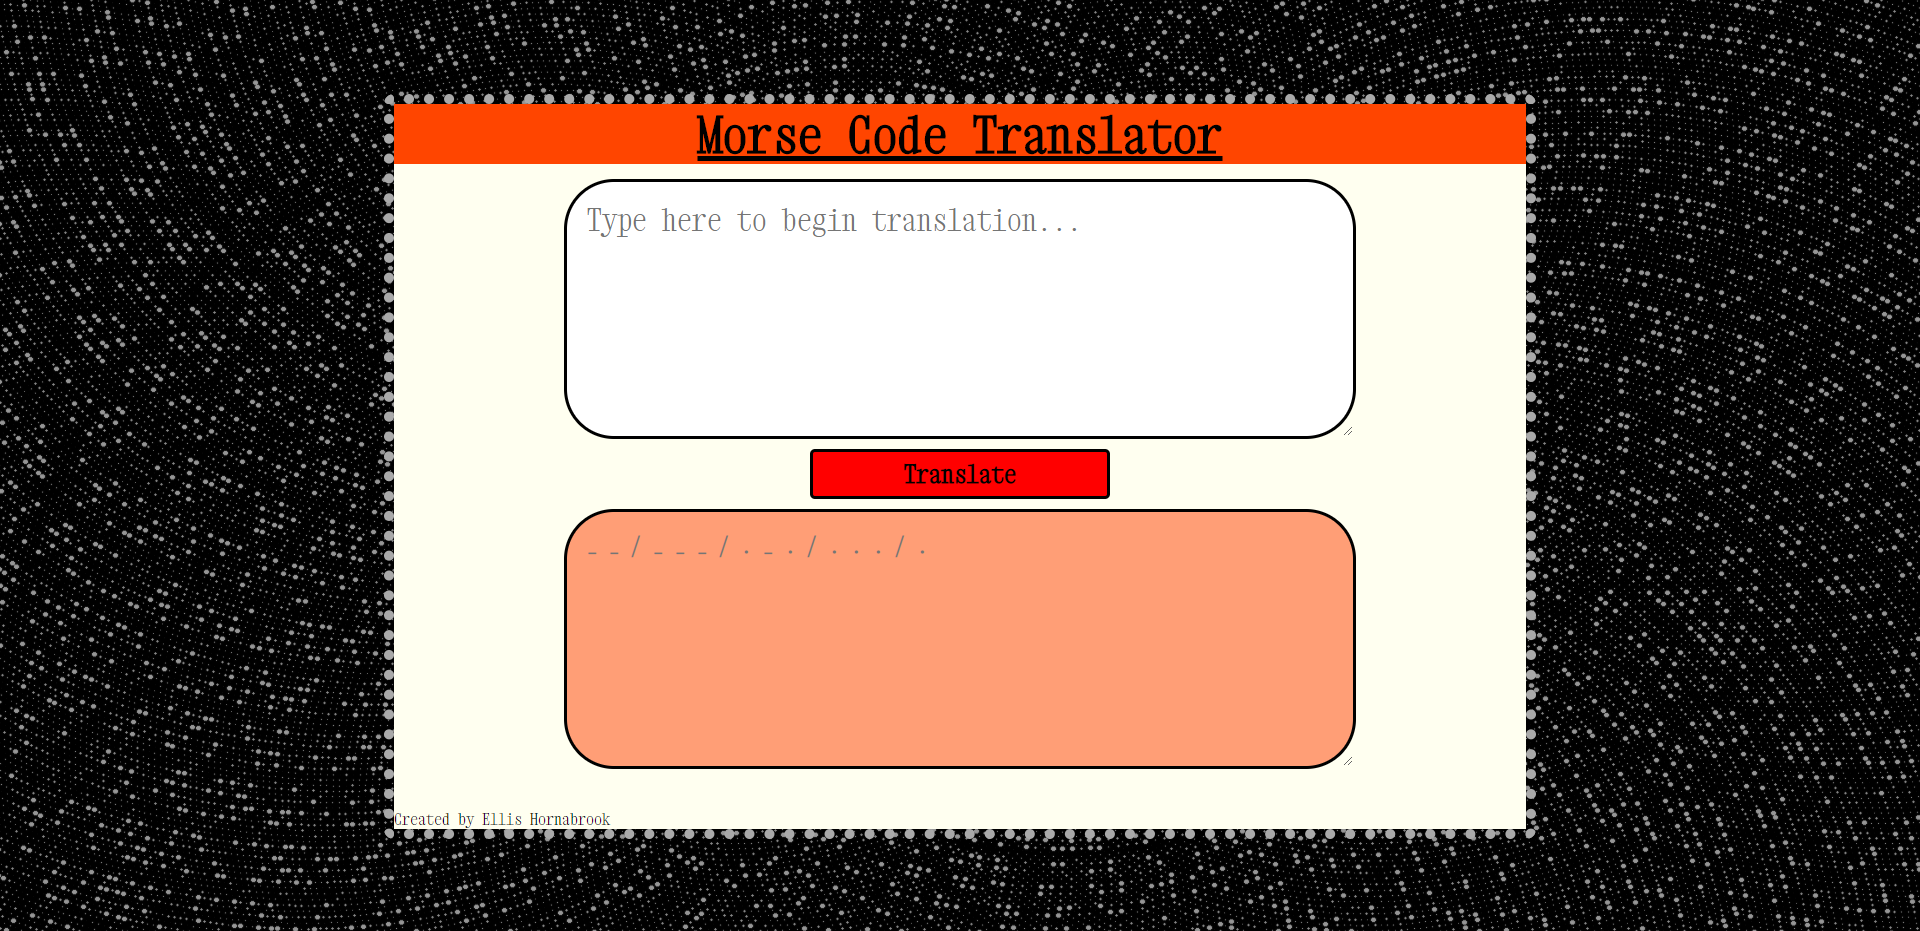 Morse Code Translator
Type here to begin translation...
Translate
_ _ / _ _ _ / . _ . / . . . / .
Created by Ellis Hornabrook